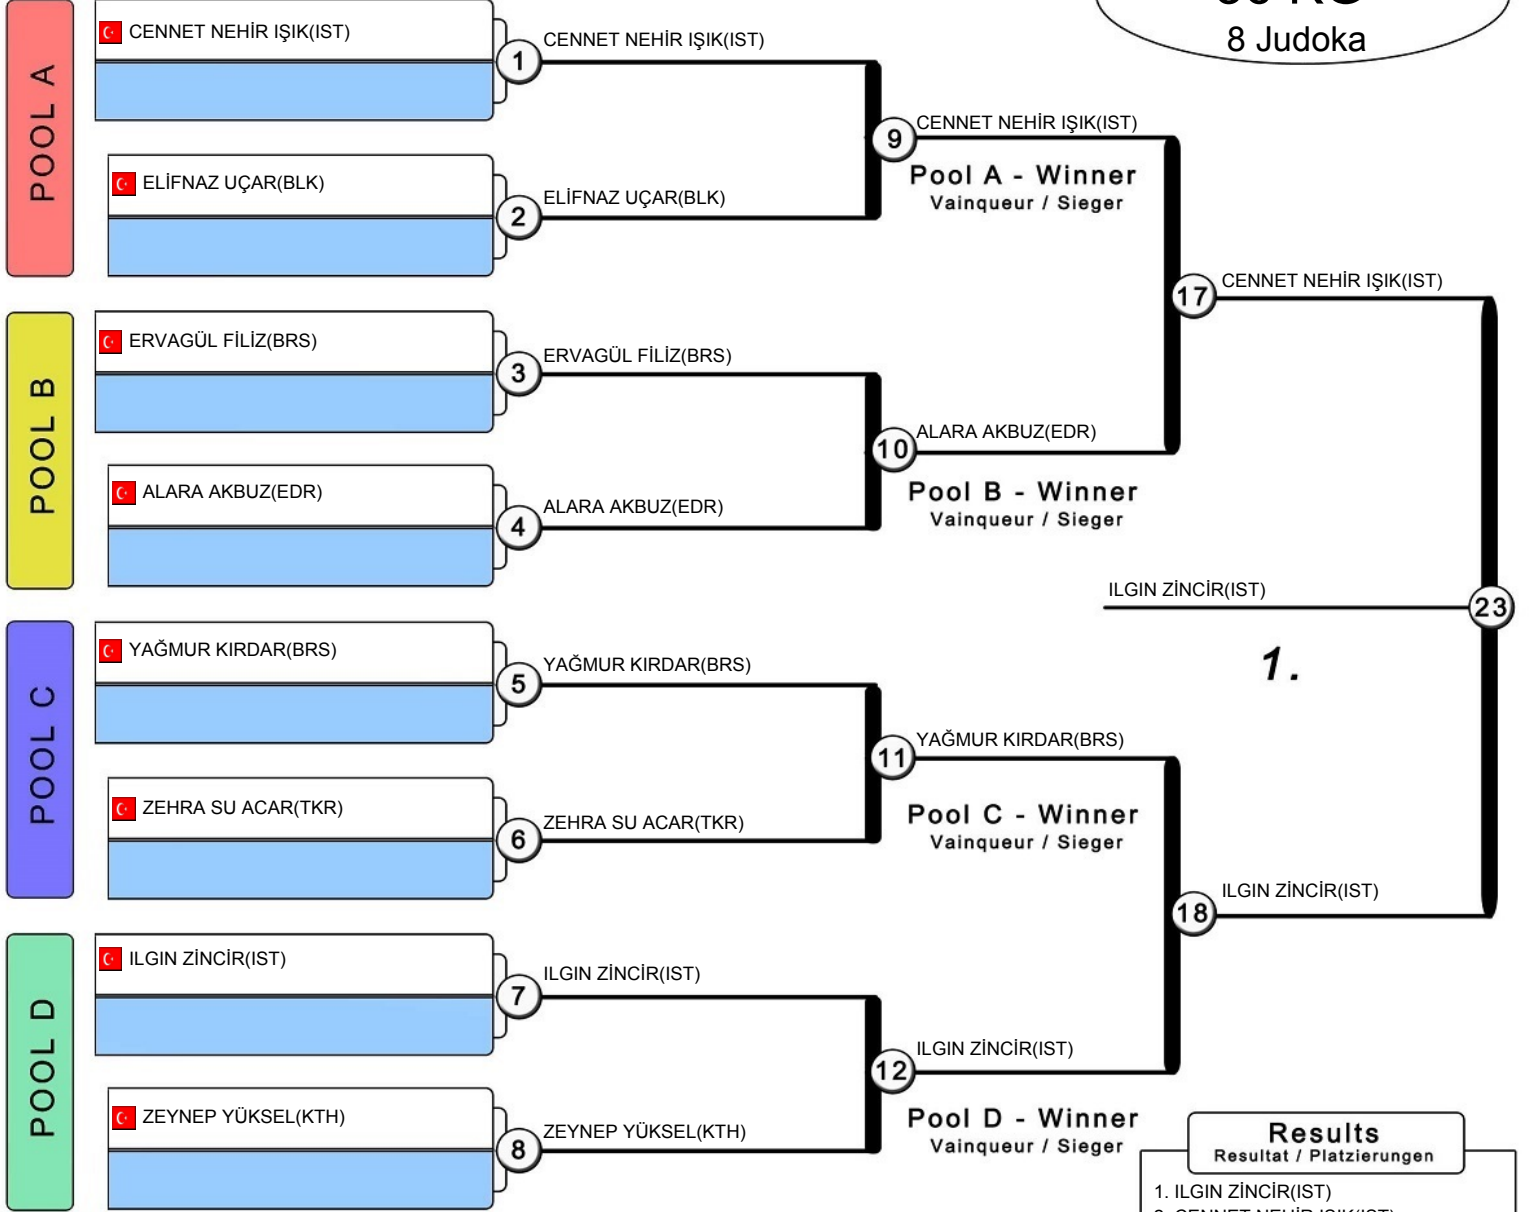 8 Judoka
POOL A
CENNET NEHİR IŞIK(IST)
1
CENNET NEHİR IŞIK(IST)
ELİFNAZ UÇAR(BLK)
2
ELİFNAZ UÇAR(BLK)
9
CENNET NEHİR IŞIK(IST)
Pool A - Winner
Vainqueur / Sieger
17
CENNET NEHİR IŞIK(IST)
POOL B
ERVAGÜL FİLİZ(BRS)
3
ERVAGÜL FİLİZ(BRS)
ALARA AKBUZ(EDR)
4
ALARA AKBUZ(EDR)
10
ALARA AKBUZ(EDR)
Pool B - Winner
Vainqueur / Sieger
ILGIN ZİNCİR(IST)
23
1.
POOL C
YAĞMUR KIRDAR(BRS)
5
YAĞMUR KIRDAR(BRS)
ZEHRA SU ACAR(TKR)
6
ZEHRA SU ACAR(TKR)
11
YAĞMUR KIRDAR(BRS)
Pool C - Winner
Vainqueur / Sieger
18
ILGIN ZİNCİR(IST)
POOL D
ILGIN ZİNCİR(IST)
7
ILGIN ZİNCİR(IST)
ZEYNEP YÜKSEL(KTH)
8
ZEYNEP YÜKSEL(KTH)
12
ILGIN ZİNCİR(IST)
Pool D - Winner
Vainqueur / Sieger
Results
Resultat / Platzierungen
1. ILGIN ZİNCİR(IST)
2. CENNET NEHİR IŞIK(IST)